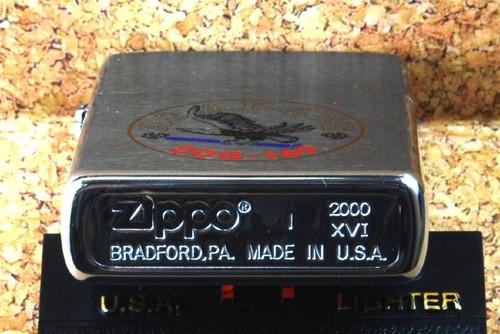 Zippo® I 2000
XVI
BRADFORD,PA. MADE IN U.S.A.
U.S.A. LIGHTER